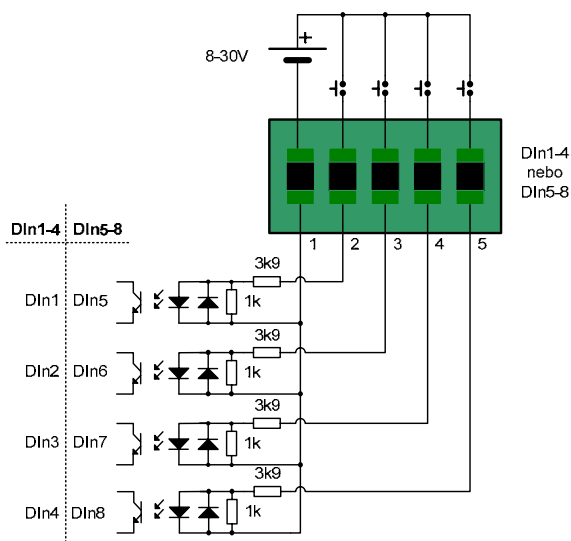 +
8-30V
DIn1-4
nebo
DIn5-8
1 2 3 4 5
DIn1-4 DIn5-8
3k9
DIn1 DIn5 1k
3k9
DIn2 DIn6 1k
3k9
DIn3 DIn7 1k
3k9
DIn4 DIn8 1k